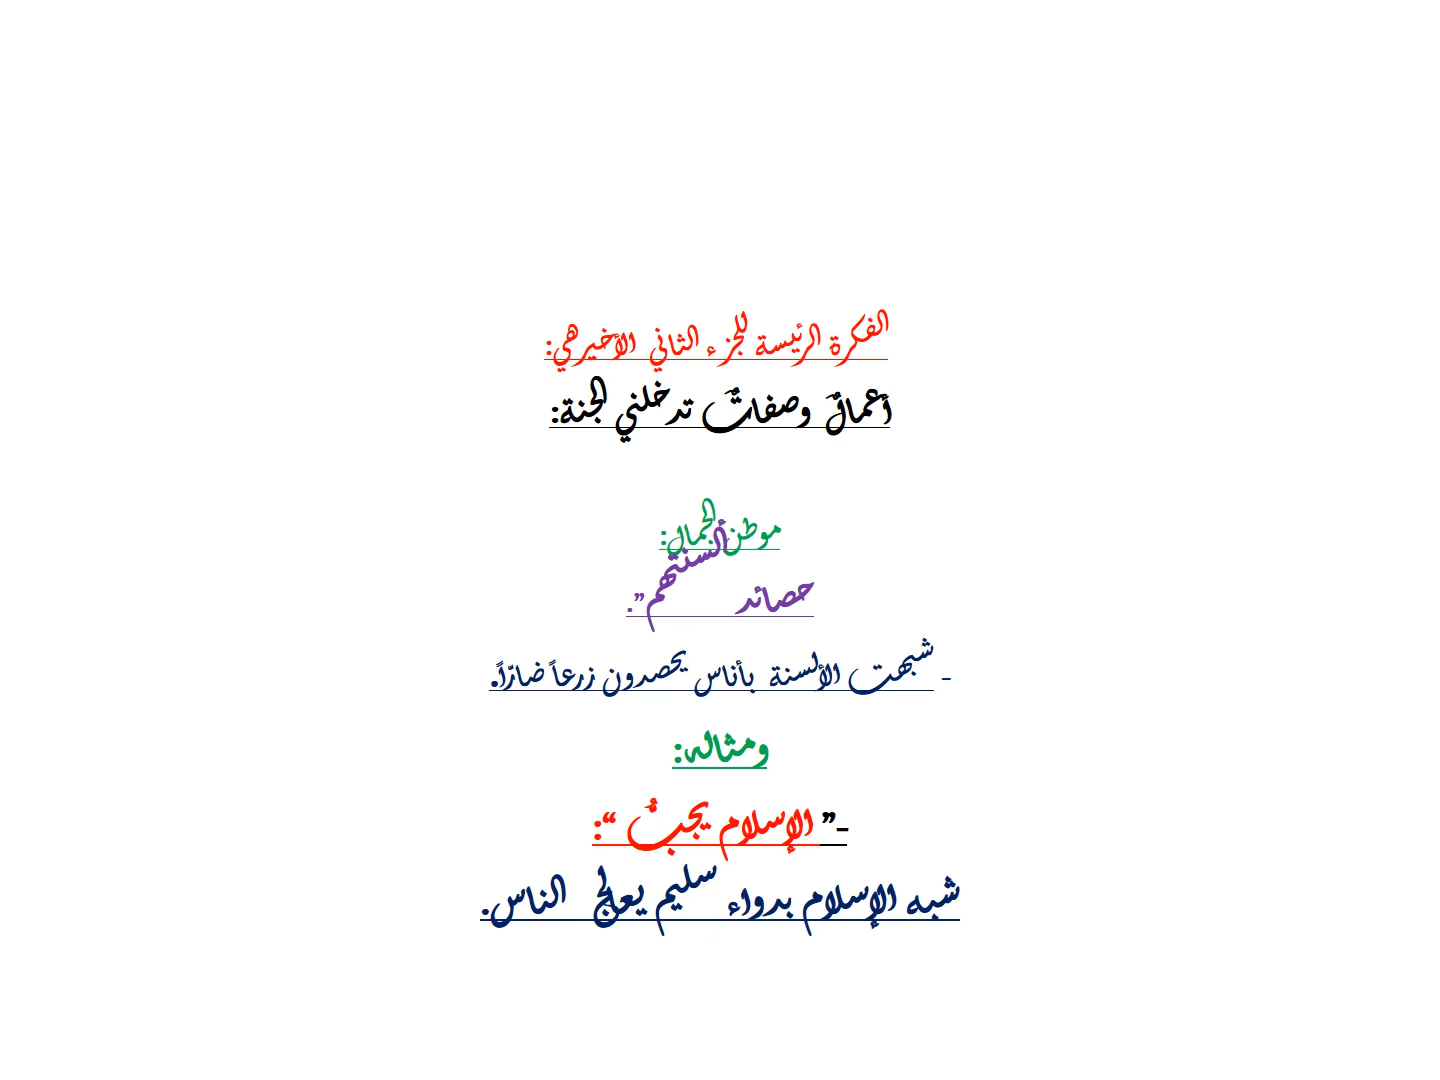 الفكرة الرئيسة للجزء الثاني الأخير هي:
أعمالٌ وصفاتٌ تدخلني الجنة:
موطن الجمال:
حصائد ألسنتهم”.
- شبهت الألسنة بأناس يحصدون زرعاً ضارّاً.
ومثاله:
-” الإسلام يجبُّ “:
شبه الإسلام بدواء سليم يعالج الناس.